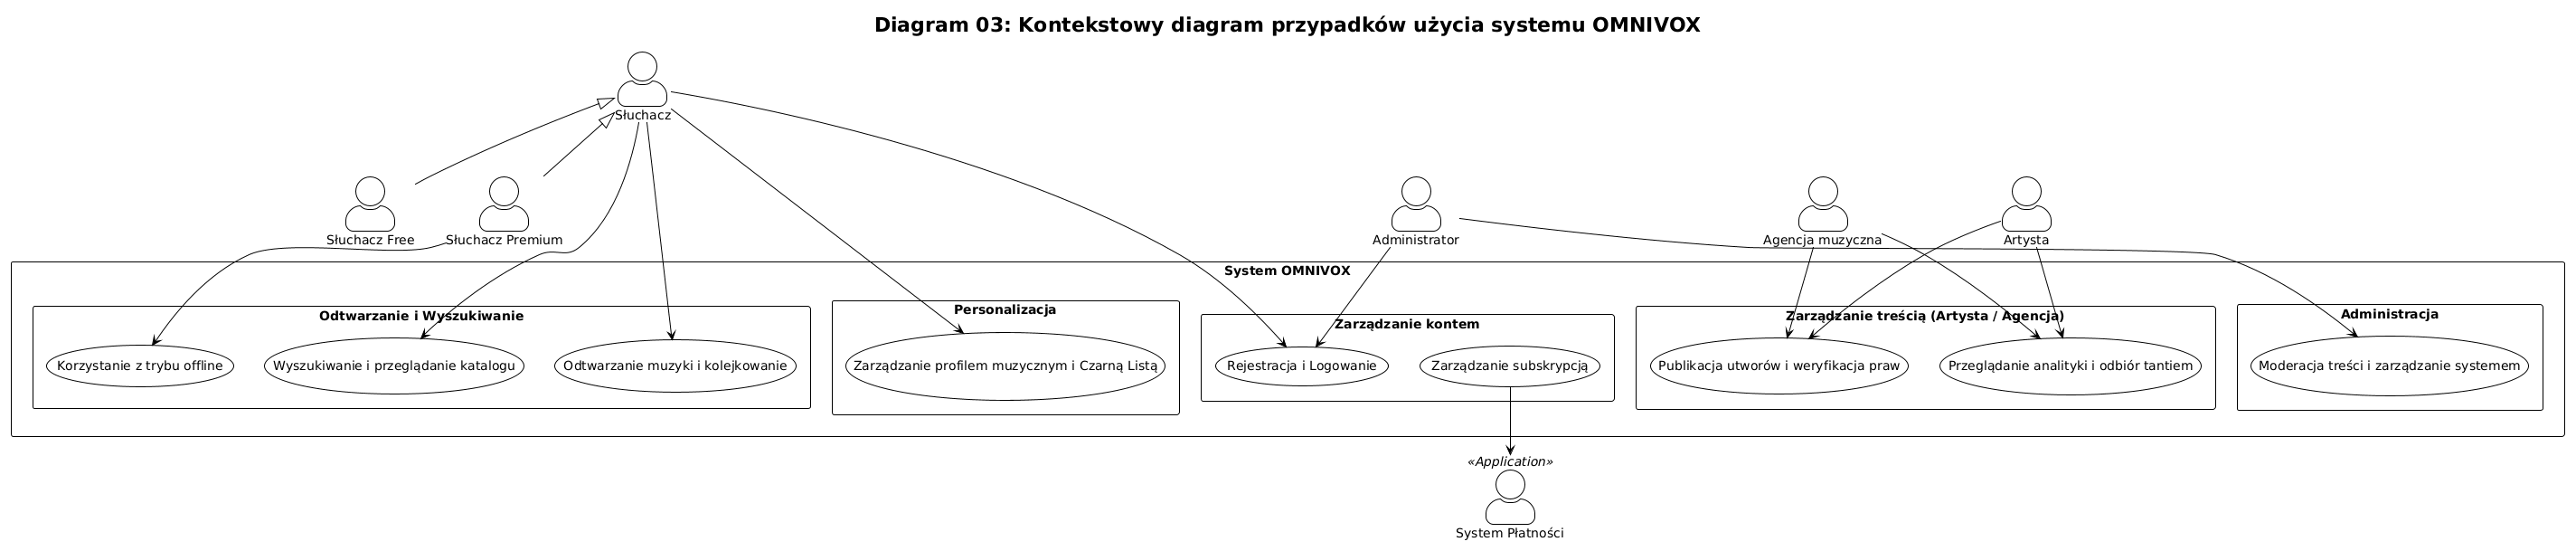 Diagram 03: Kontekstowy diagram przypadków użycia systemu OMNIVOX
Słuchacz
Słuchacz Free
Słuchacz Premium
Administrator
Agencja muzyczna
Artysta
System OMNIVOX
Odtwarzanie i Wyszukiwanie
Korzystanie z trybu offline
Wyszukiwanie i przeglądanie katalogu
Odtwarzanie muzyki i kolejkowanie
Personalizacja
Zarządzanie profilem muzycznym i Czarną Listą
Zarządzanie kontem
Rejestracja i Logowanie
Zarządzanie subskrypcją
Zarządzanie treścią (Artysta / Agencja)
Publikacja utworów i weryfikacja praw
Przeglądanie analityki i odbiór tantiem
Administracja
Moderacja treści i zarządzanie systemem
«Application»
System Płatności